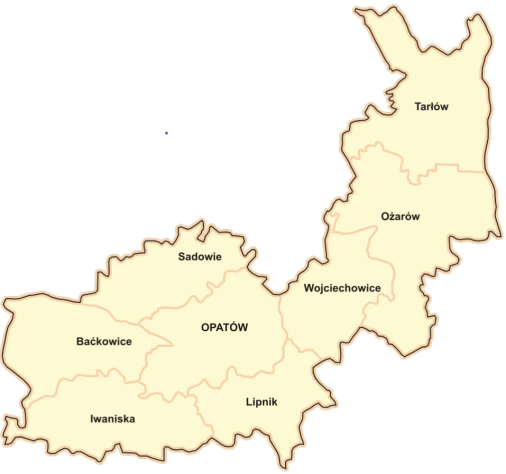 Tarłów
Ożarów
Sadowie
Wojciechowice
OPATÓW
Baćkowice
Lipnik
Iwaniska